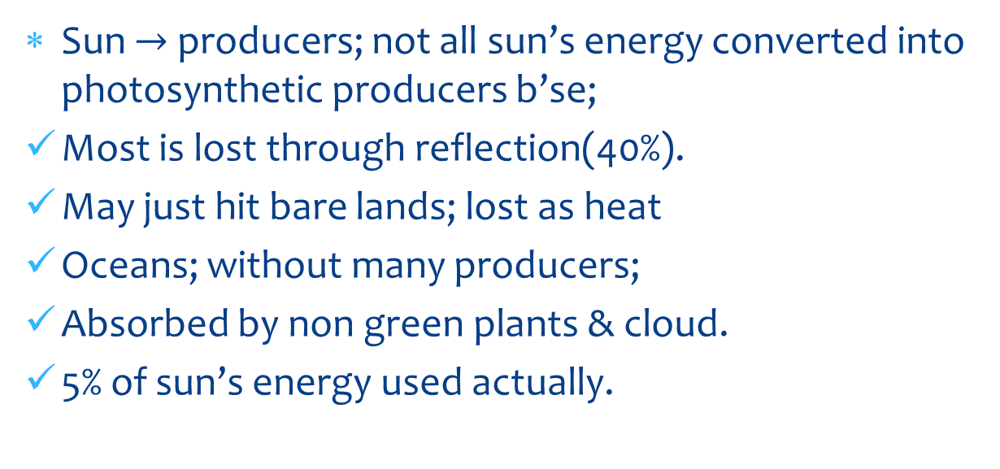 * Sun → producers; not all sun’s energy converted into
photosynthetic producers b’se;
✓ Most is lost through reflection(40%).
✓ May just hit bare lands; lost as heat
✓ Oceans; without many producers;
✓ Absorbed by non green plants & cloud.
✓ 5% of sun’s energy used actually.